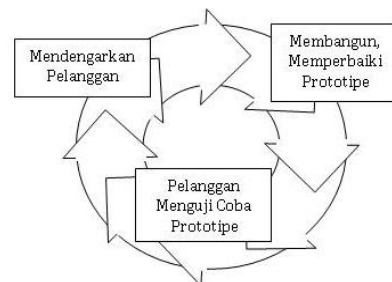 Mendengarkan
Pelanggan
Membangun,
Memperbaiki
Prototipe
Pelanggan
Menguji Coba
Prototipe